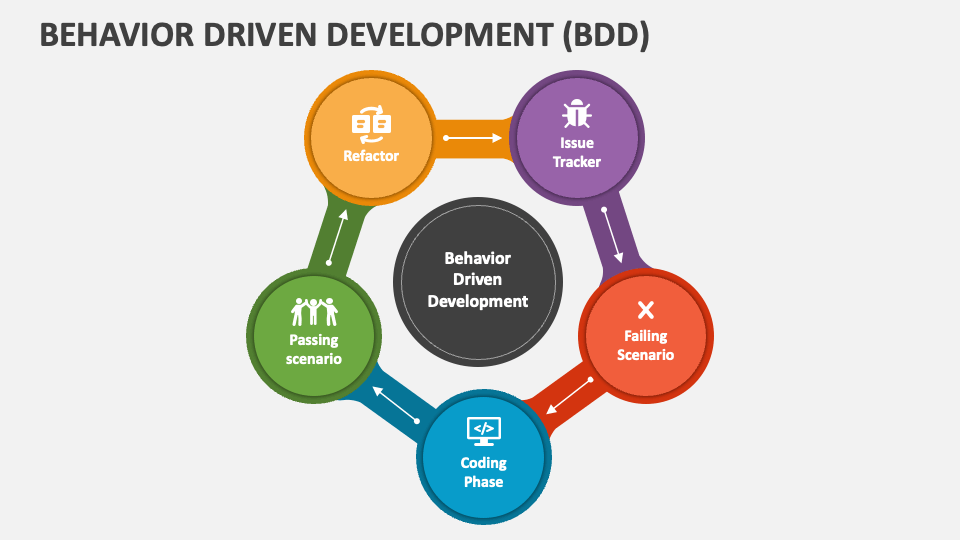 BEHAVIOR DRIVEN DEVELOPMENT (BDD)
Refactor
Issue
Tracker
Behavior
Driven
Development
Passing
scenario
Failing
Scenario
</>
Coding
Phase